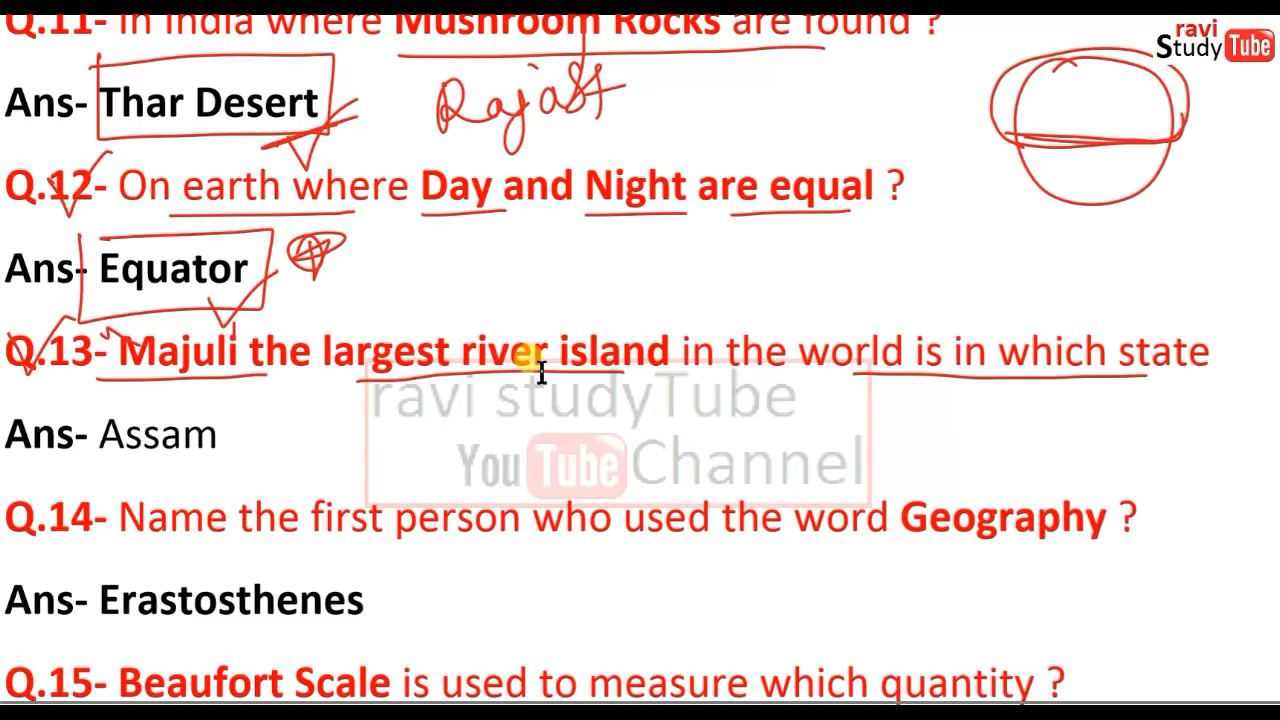 Q.11- In India where Mushroom Rocks are found ?
ravi
Study Tube
Ans- Thar Desert
Rajast
Q.12- On earth where Day and Night are equal ?
Ans- Equator
Q.13- Majuli the largest river island in the world is in which state
ravi studyTube
YouTube Channel
Ans- Assam
Q.14- Name the first person who used the word Geography ?
Ans- Erastosthenes
Q.15- Beaufort Scale is used to measure which quantity ?